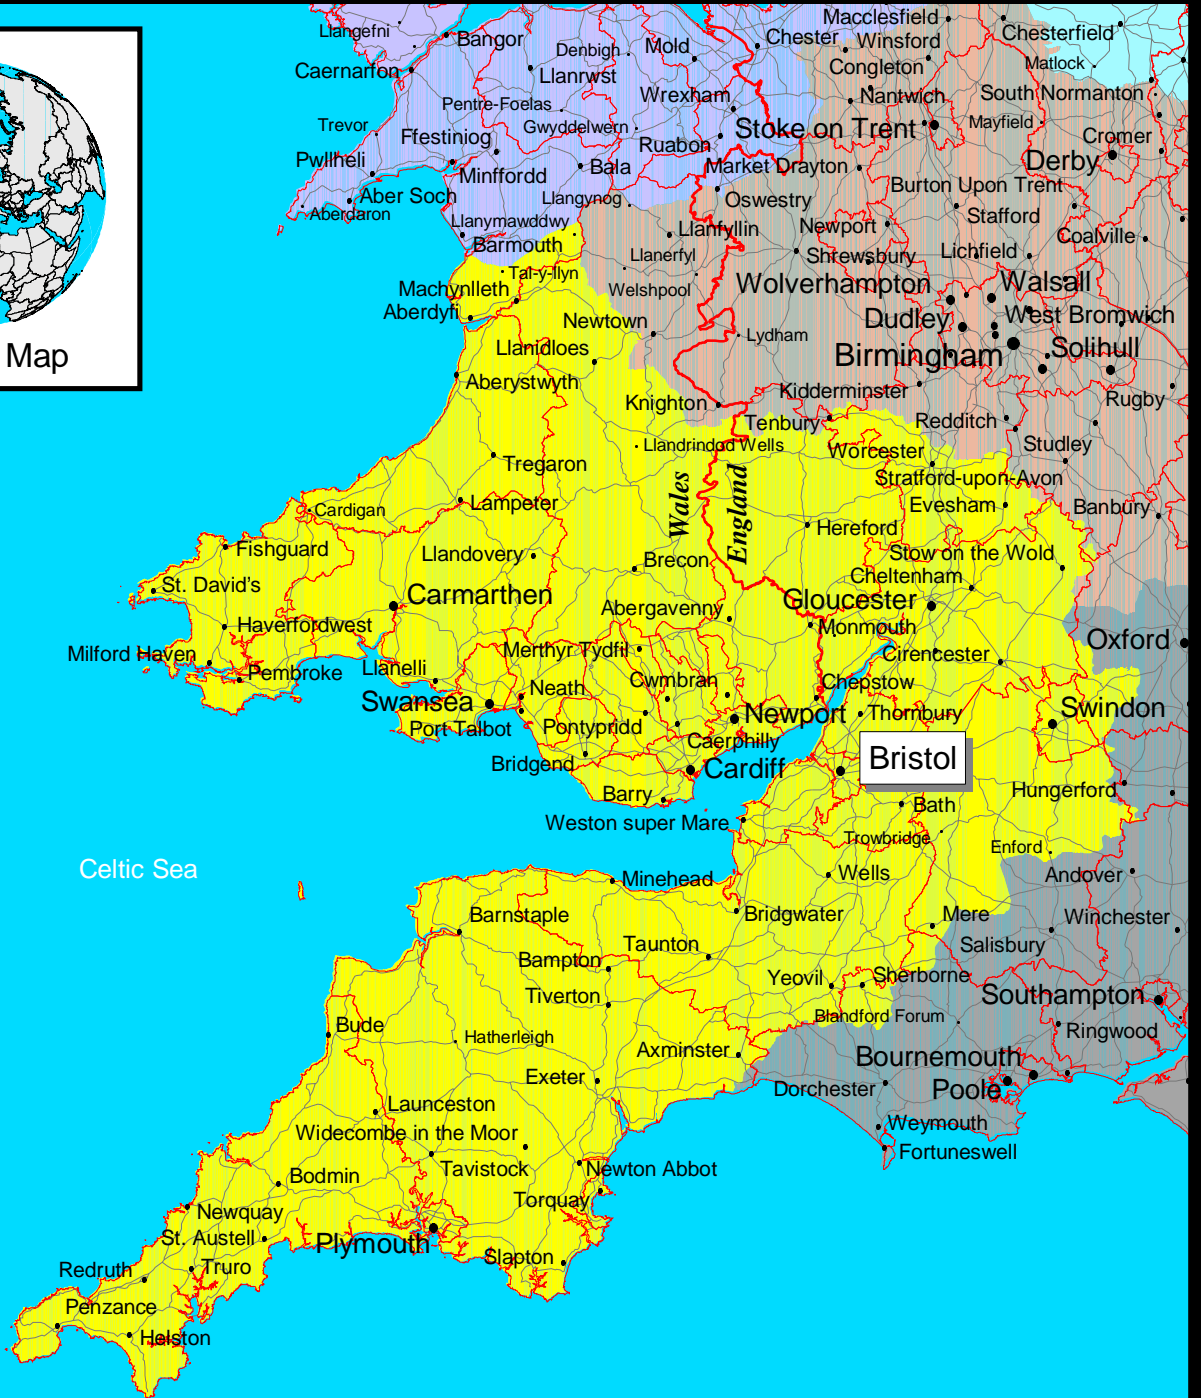 Llangefni
Bangor
Macclesfield
Chester
Winsford
Chesterfield
Denbigh
Mold
Matlock
Caernarfon
Llanrwst
Congleton
Wrexham
Nantwich
South Normanton
Pentre-Foelas
Trevor
Ffestiniog
Gwyddelwern
Ruabon
Stoke on Trent
Mayfield
Cromer
Pwllheli
Minffordd
Bala
Market Drayton
Derby
Aber Soch
Llangynog
Oswestry
Burton Upon Trent
Aberdaron
Llanymawddwy
Llanfyllin
Newport
Stafford
Barmouth
Llanerfyl
Shrewsbury
Lichfield
Coalville
Tal-y-llyn
Welshpool
Wolverhampton
Walsall
Machynlleth
Aberdyfi
Newtown
Dudley
West Bromwich
Lydham
Map
Llanidloes
Birmingham
Solihull
Aberystwyth
Knighton
Kidderminster
Rugby
Tenbury
Redditch
Llandrindod Wells
Worcester
Studley
Tregaron
Stratford-upon-Avon
Cardigan
Lampeter
Wales
England
Evesham
Banbury
Fishguard
Llandovery
Hereford
Brecon
Stow on the Wold
St. David's
Carmarthen
Cheltenham
Abergavenny
Gloucester
Haverfordwest
Monmouth
Milford Haven
Merthyr Tydfil
Cirencester
Oxford
Pembroke
Llanelli
Neath
Cwmbran
Chepstow
Swansea
Newport
Thornbury
Swindon
Port Talbot
Pontypridd
Caerphilly
Bridgend
Cardiff
Bristol
Barry
Hungerford
Weston super Mare
Bath
Trowbridge
Enford
Celtic Sea
Minehead
Wells
Andover
Barnstaple
Bridgwater
Mere
Winchester
Taunton
Salisbury
Bampton
Yeovil
Sherborne
Tiverton
Southampton
Blandford Forum
Bude
Hatherleigh
Ringwood
Axminster
Bournemouth
Exeter
Dorchester
Poole
Launceston
Weymouth
Widecombe in the Moor
Fortuneswell
Bodmin
Tavistock
Newton Abbot
Torquay
Newquay
St. Austell
Plymouth
Slapton
Redruth
Truro
Penzance
Helston